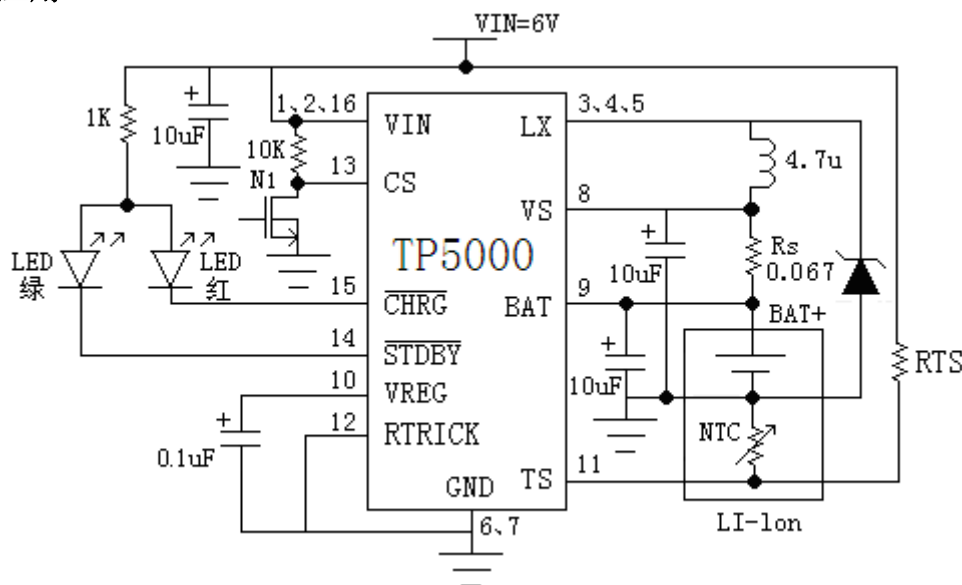 VIN=6V
1K
10uF
1、2、16
VIN
LX
3、4、5
10K
4.7u
N1
13
CS
VS
8
TP5000
Rs
0.067
LED
绿
LED
红
10uF
15
CHRG
BAT
9
BAT+
14
STDBY
10uF
RTS
10
VREG
12
RTRICK
NTC
0.1uF
GND
TS
11
6、7
LI-lon